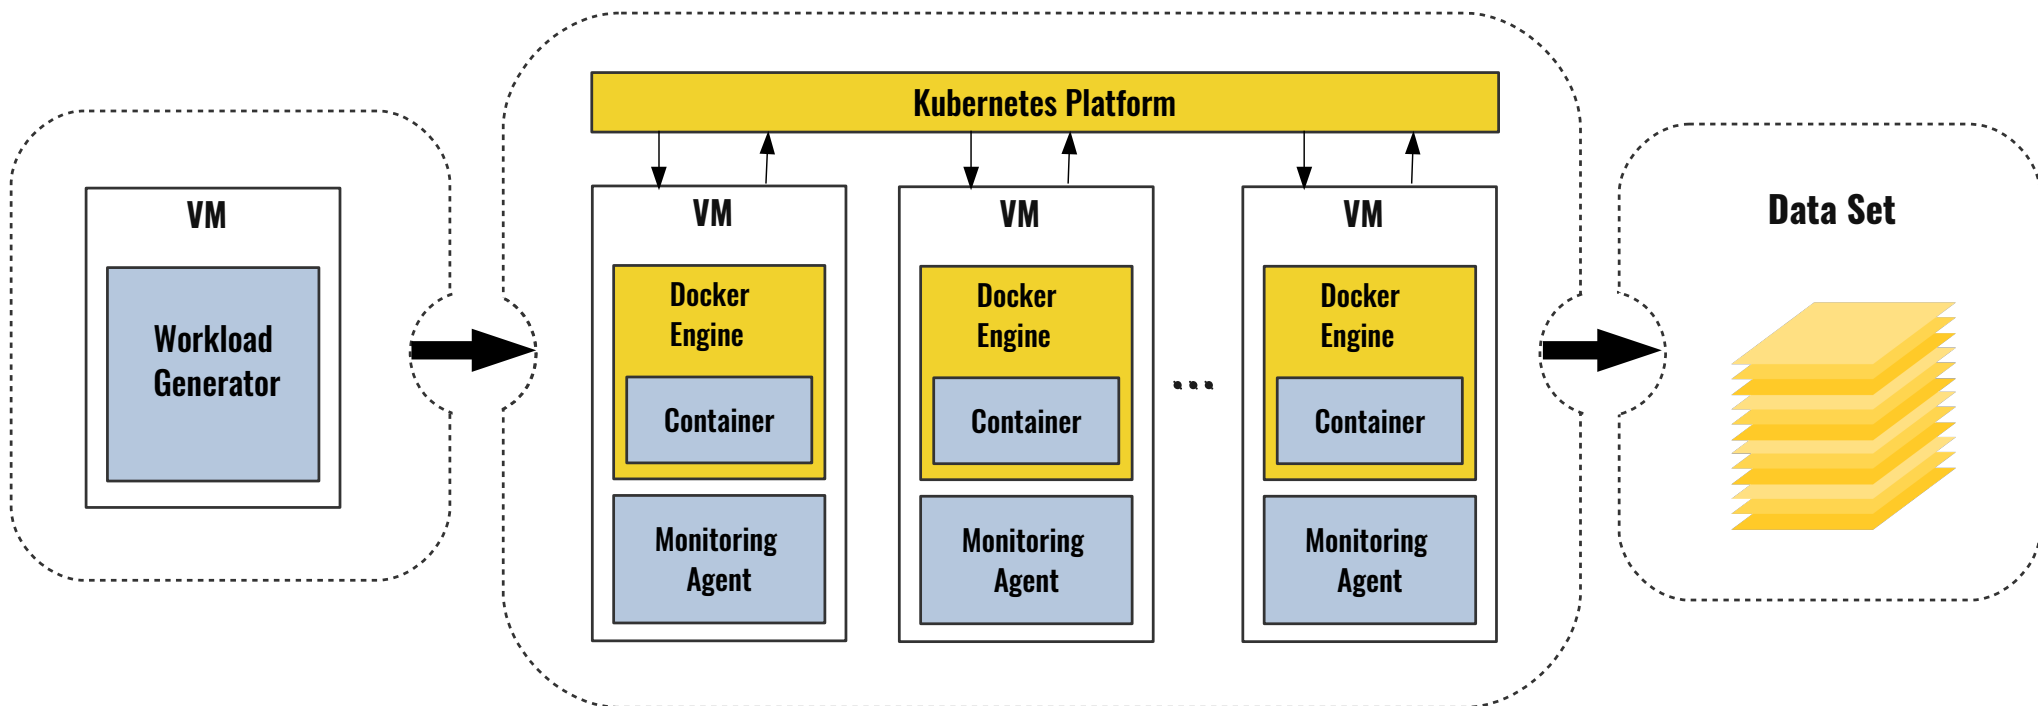 Kubernetes Platform
VM
Workload
Generator
VM
Docker
Engine
Container
Monitoring
Agent
VM
Docker
Engine
Container
Monitoring
Agent
...
VM
Docker
Engine
Container
Monitoring
Agent
Data Set